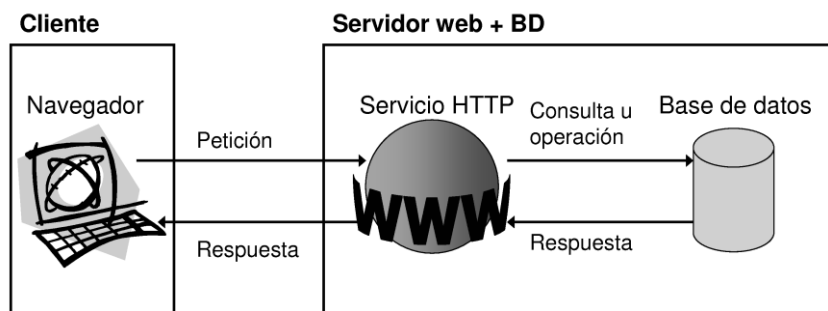 Cliente
Servidor web + BD
Navegador
Servicio HTTP
Consulta u
operación
Base de datos
Petición
WWW
Respuesta
Respuesta